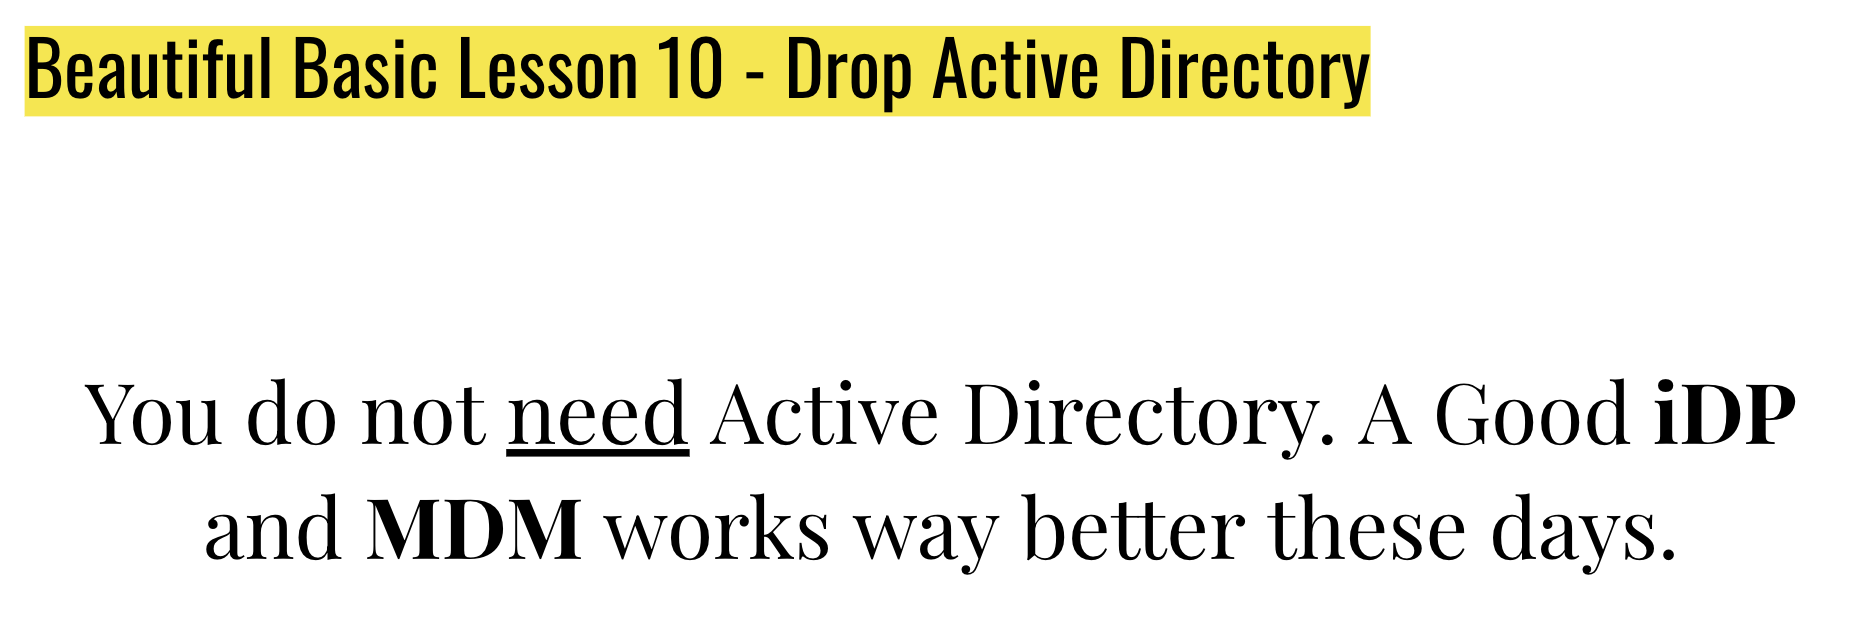 Beautiful Basic Lesson 10 - Drop Active Directory
You do not need Active Directory. A Good iDP
and MDM works way better these days.